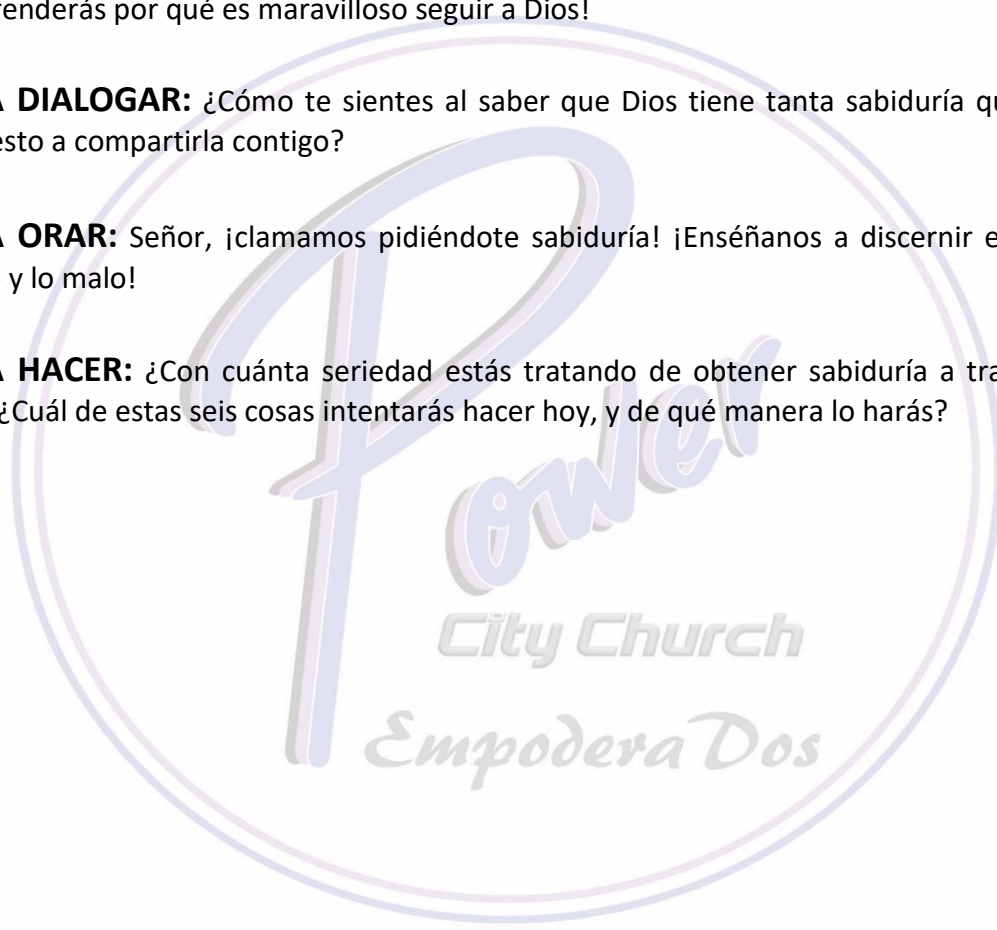 renderás por qué es maravilloso seguir a Dios!
A DIALOGAR: ¿Cómo te sientes al saber que Dios tiene tanta sabiduría qu
esto a compartirla contigo?
A ORAR: Señor, ¡clamamos pidiéndote sabiduría! ¡Enséñanos a discernir e
y lo malo!
A HACER: ¿Con cuánta seriedad estás tratando de obtener sabiduría a tra
¿Cuál de estas seis cosas intentarás hacer hoy, y de qué manera lo harás?
Power
City Church
Empodera Dos